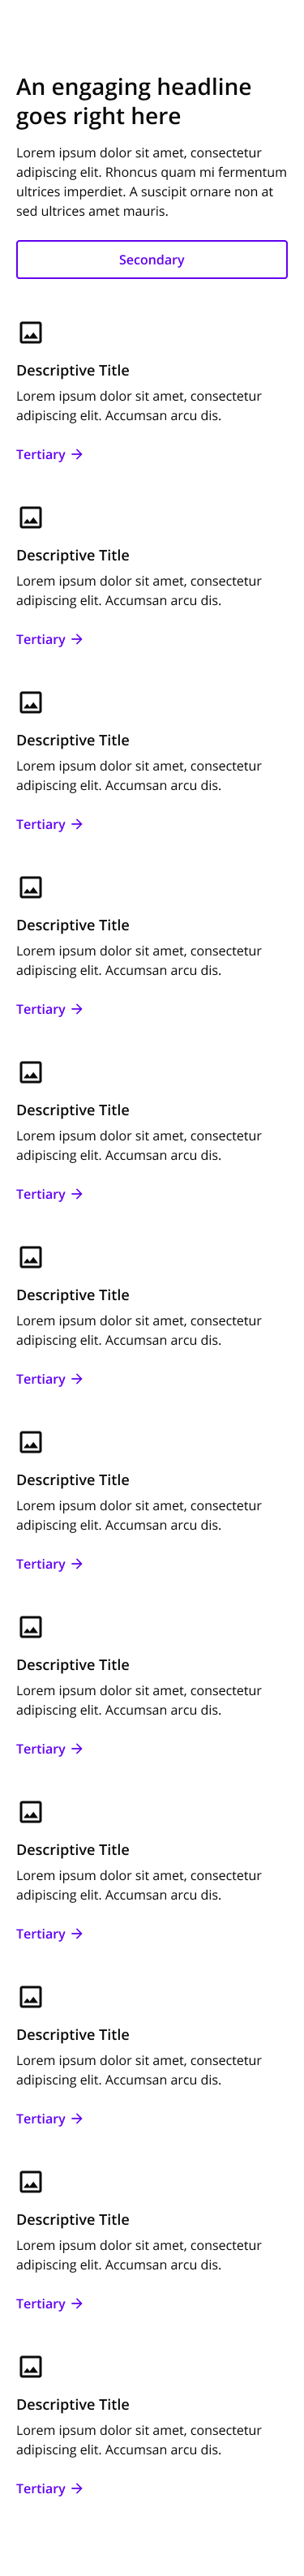 An engaging headline
goes right here
Lorem ipsum dolor sit amet, consectetur
adipiscing elit. Rhoncus quam mi fermentum
ultrices imperdiet. A suscipit ornare non at
sed ultrices amet mauris.
Secondary
Descriptive Title
Lorem ipsum dolor sit amet, consectetur
adipiscing elit. Accumsan arcu dis.
Tertiary →
Descriptive Title
Lorem ipsum dolor sit amet, consectetur
adipiscing elit. Accumsan arcu dis.
Tertiary →
Descriptive Title
Lorem ipsum dolor sit amet, consectetur
adipiscing elit. Accumsan arcu dis.
Tertiary →
Descriptive Title
Lorem ipsum dolor sit amet, consectetur
adipiscing elit. Accumsan arcu dis.
Tertiary →
Descriptive Title
Lorem ipsum dolor sit amet, consectetur
adipiscing elit. Accumsan arcu dis.
Tertiary →
Descriptive Title
Lorem ipsum dolor sit amet, consectetur
adipiscing elit. Accumsan arcu dis.
Tertiary →
Descriptive Title
Lorem ipsum dolor sit amet, consectetur
adipiscing elit. Accumsan arcu dis.
Tertiary →
Descriptive Title
Lorem ipsum dolor sit amet, consectetur
adipiscing elit. Accumsan arcu dis.
Tertiary →
Descriptive Title
Lorem ipsum dolor sit amet, consectetur
adipiscing elit. Accumsan arcu dis.
Tertiary →
Descriptive Title
Lorem ipsum dolor sit amet, consectetur
adipiscing elit. Accumsan arcu dis.
Tertiary →
Descriptive Title
Lorem ipsum dolor sit amet, consectetur
adipiscing elit. Accumsan arcu dis.
Tertiary →
Descriptive Title
Lorem ipsum dolor sit amet, consectetur
adipiscing elit. Accumsan arcu dis.
Tertiary →